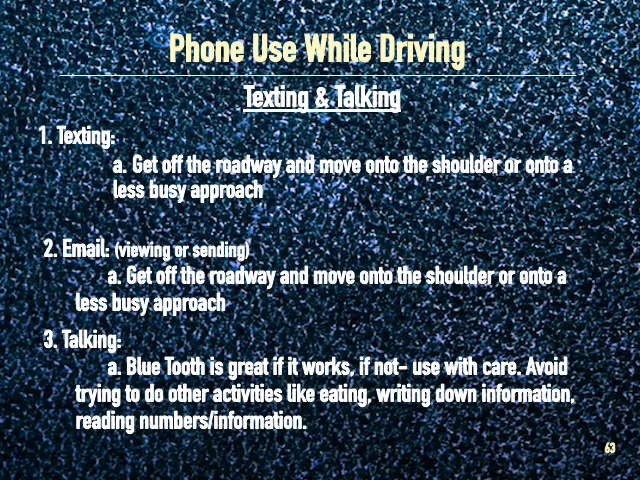 Phone Use While Driving
Texting & Talking
1. Texting:
a. Get off the roadway and move onto the shoulder or onto a
less busy approach
2. Email: (viewing or sending)
a. Get off the roadway and move onto the shoulder or onto a
less busy approach
3. Talking:
a. Blue Tooth is great if it works, if not- use with care. Avoid
trying to do other activities like eating, writing down information,
reading numbers/information.
63